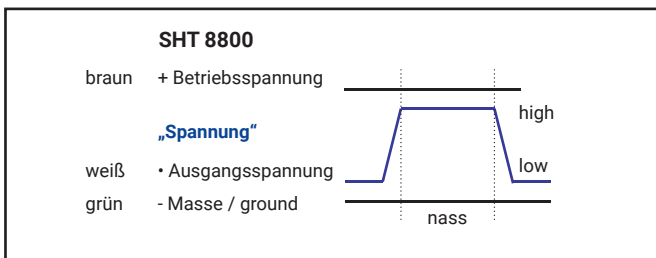 SHT 8800
braun + Betriebsspannung
„Spannung“
high
weiß • Ausgangsspannung
low
grün - Masse / ground
nass